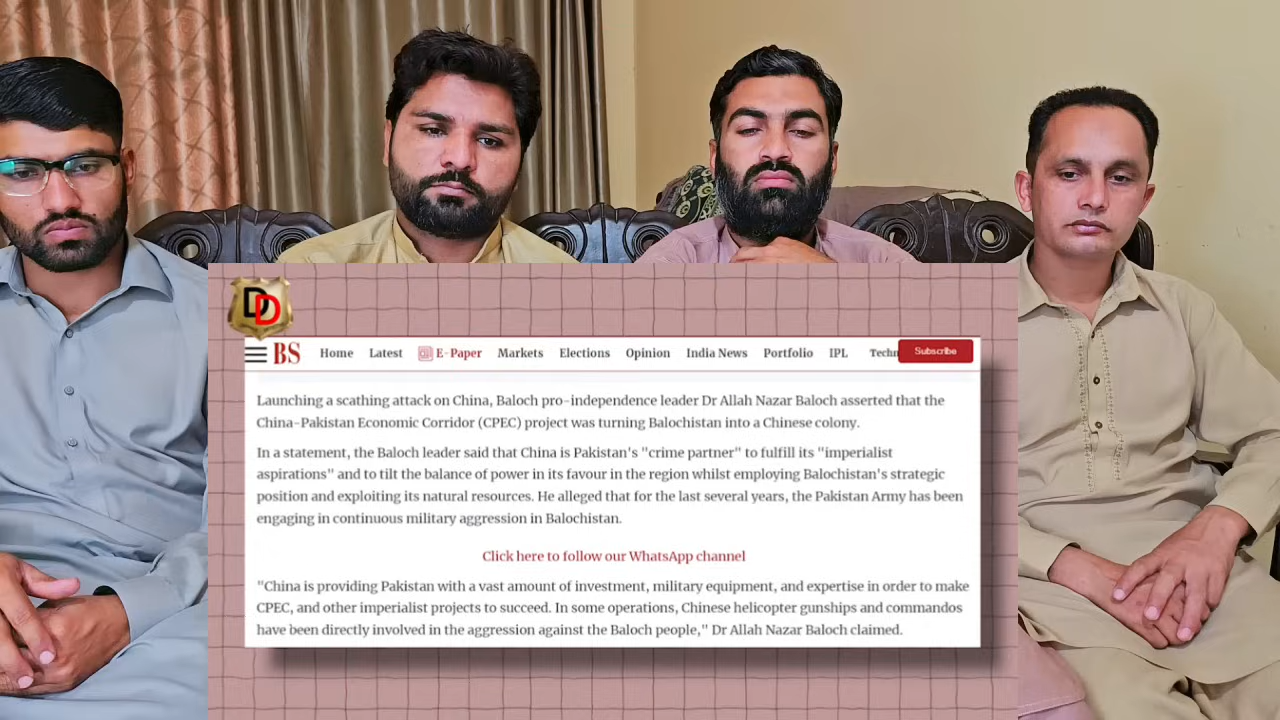 DD
BS Home Latest E-Paper Markets Elections Opinion India News Portfolio IPL Techn Subscribe
Launching a scathing attack on China, Baloch pro-independence leader Dr Allah Nazar Baloch asserted that the
China-Pakistan Economic Corridor (CPEC) project was turning Balochistan into a Chinese colony.
In a statement, the Baloch leader said that China is Pakistan's "crime partner" to fulfill its "imperialist
aspirations" and to tilt the balance of power in its favour in the region whilst employing Balochistan's strategic
position and exploiting its natural resources. He alleged that for the last several years, the Pakistan Army has been
engaging in continuous military aggression in Balochistan.
Click here to follow our WhatsApp channel
"China is providing Pakistan with a vast amount of investment, military equipment, and expertise in order to make
CPEC, and other imperialist projects to succeed. In some operations, Chinese helicopter gunships and commandos
have been directly involved in the aggression against the Baloch people," Dr Allah Nazar Baloch claimed.